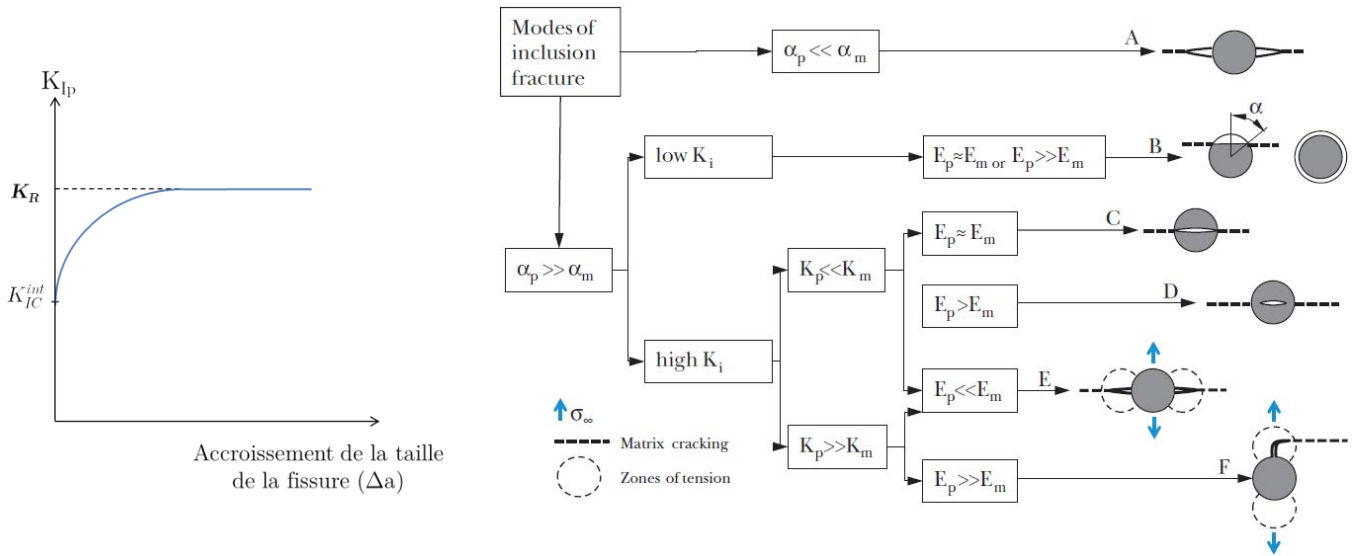 K_Ip
K_R
K_IC^int
Accroissement de la taille
de la fissure (Δa)
Modes of
inclusion
fracture
α_p << α_m
A
α
low K_i
E_p≈E_m or E_p>>E_m
B
E_p≈ E_m
C
α_p >> α_m
K_p<<K_m
E_p>E_m
D
high K_i
E_p<<E_m
E
σ_∞
Matrix cracking
K_p>>K_m
Zones of tension
E_p>>E_m
F